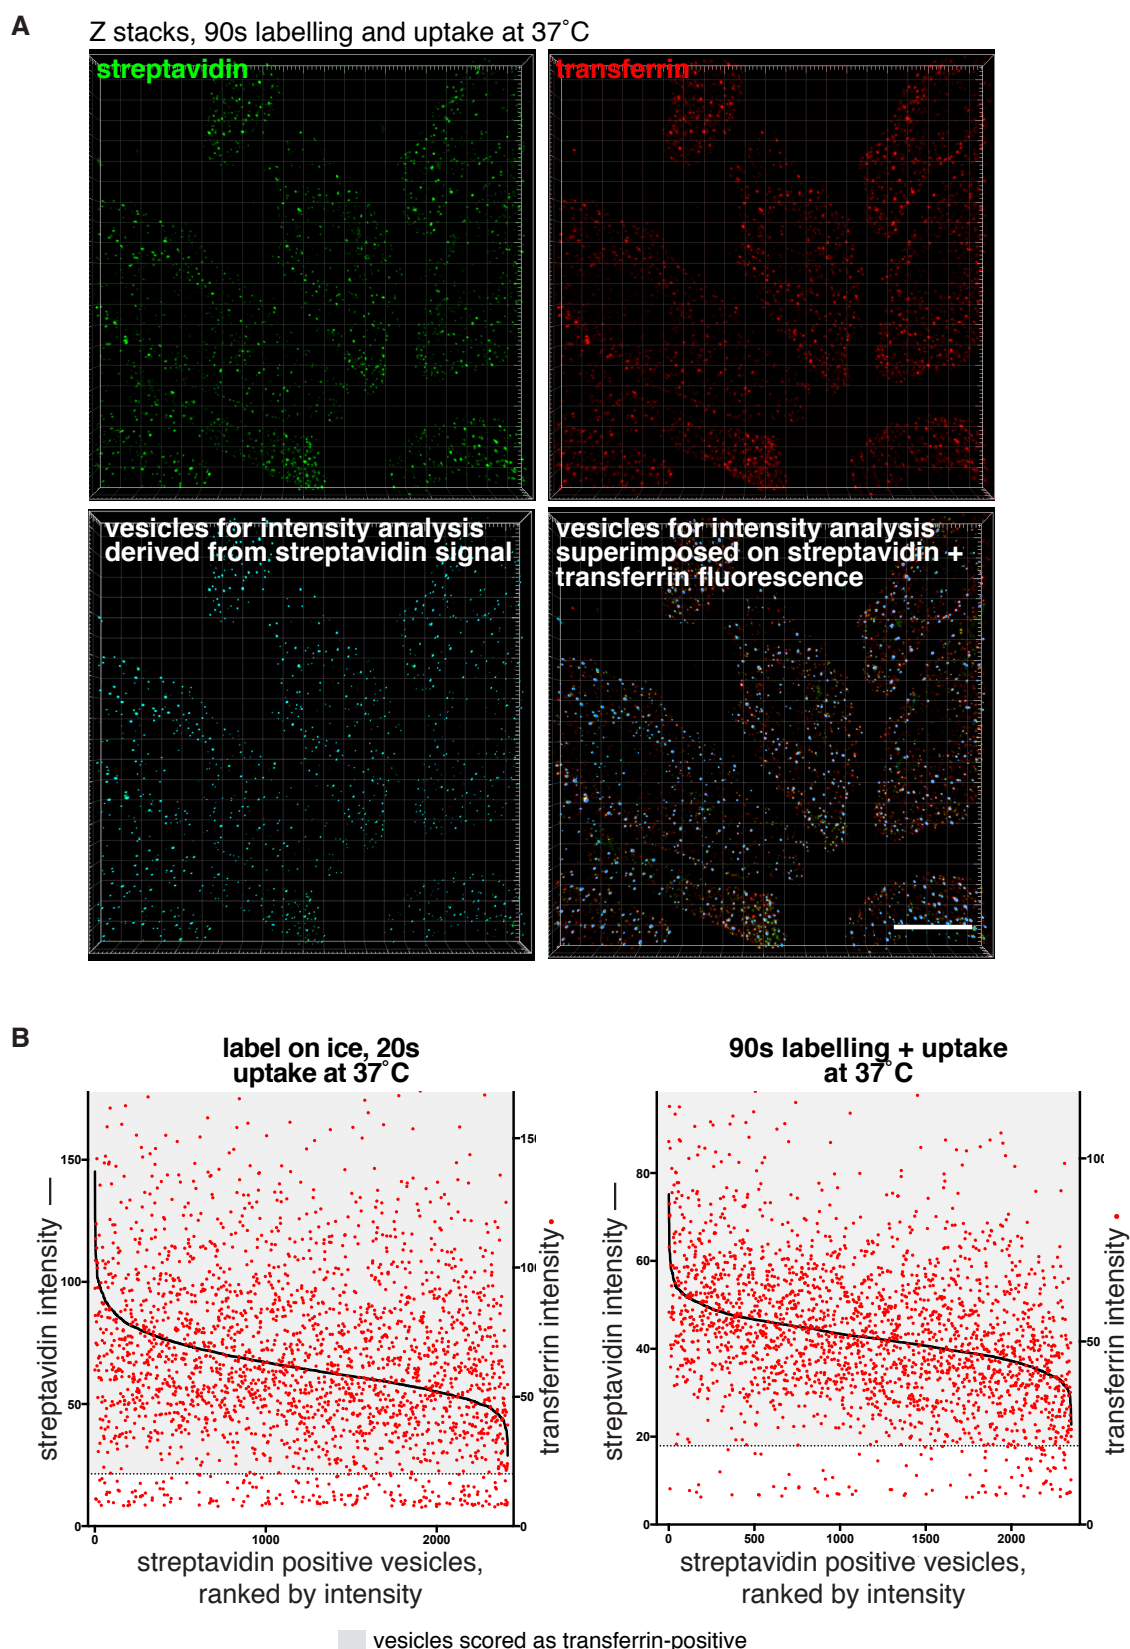 A
Z stacks, 90s labelling and uptake at 37˚C
streptavidin
transferrin
vesicles for intensity analysis
derived from streptavidin signal
vesicles for intensity analysis
superimposed on streptavidin +
transferrin fluorescence
B
label on ice, 20s
uptake at 37˚C
90s labelling + uptake
at 37˚C
streptavidin intensity
150
100
50
0
transferrin intensity
50
0
0
1000
2000
streptavidin positive vesicles,
ranked by intensity
streptavidin intensity
80
60
40
20
0
transferrin intensity
50
0
0
500
1000
1500
2000
streptavidin positive vesicles,
ranked by intensity
vesicles scored as transferrin-positive